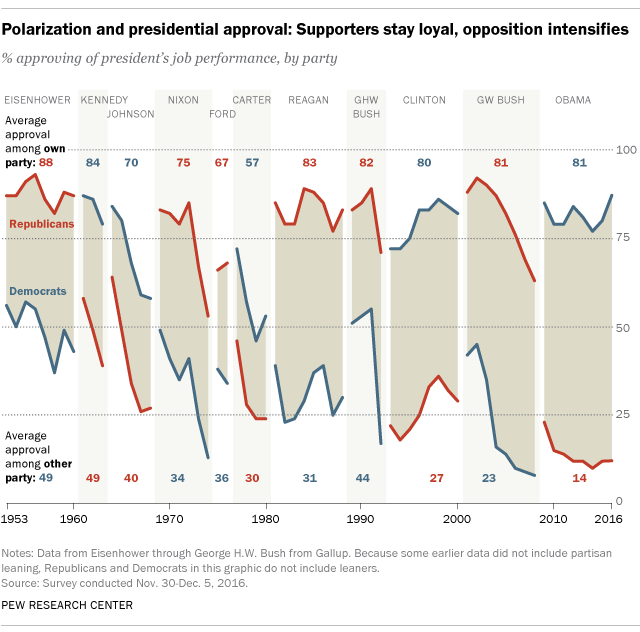 Polarization and presidential approval: Supporters stay loyal, opposition intensifies
% approving of president's job performance, by party
EISENHOWER KENNEDY NIXON CARTER REAGAN GHW CLINTON GW BUSH OBAMA
JOHNSON FORD BUSH
Average
approval
among own
party: 88 84 70 75 67 57 83 82 80 81 81
100
Republicans
75
Democrats
50
25
Average
approval
among other
party: 49 49 40 34 36 30 31 44 27 23 14
0
1953 1960 1970 1980 1990 2000 2010 2016
Notes: Data from Eisenhower through George H.W. Bush from Gallup. Because some earlier data did not include partisan
leaning, Republicans and Democrats in this graphic do not include leaners.
Source: Survey conducted Nov. 30-Dec. 5, 2016.
PEW RESEARCH CENTER